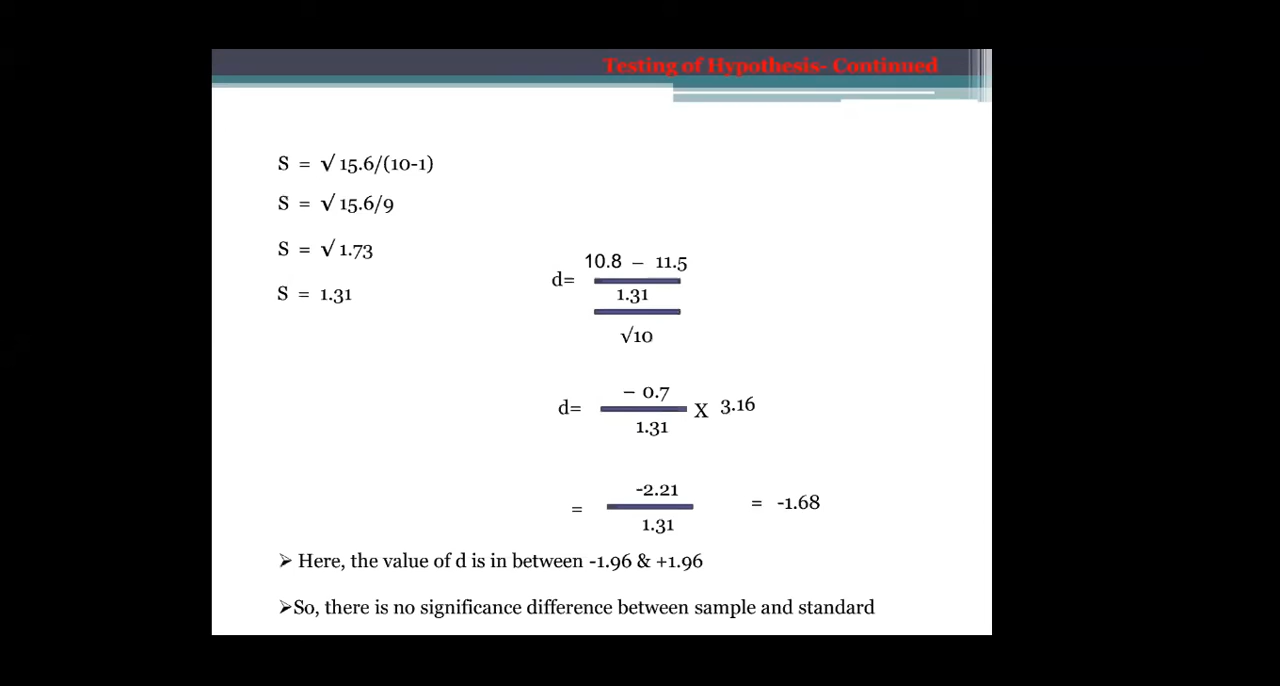 Testing of Hypothesis- Continued
S = √ 15.6/(10-1)
S = √ 15.6/9
S = √ 1.73
S = 1.31
10.8 – 11.5
d=
1.31
√10
– 0.7
d= X 3.16
1.31
-2.21
= = -1.68
1.31
➢ Here, the value of d is in between -1.96 & +1.96
➢So, there is no significance difference between sample and standard